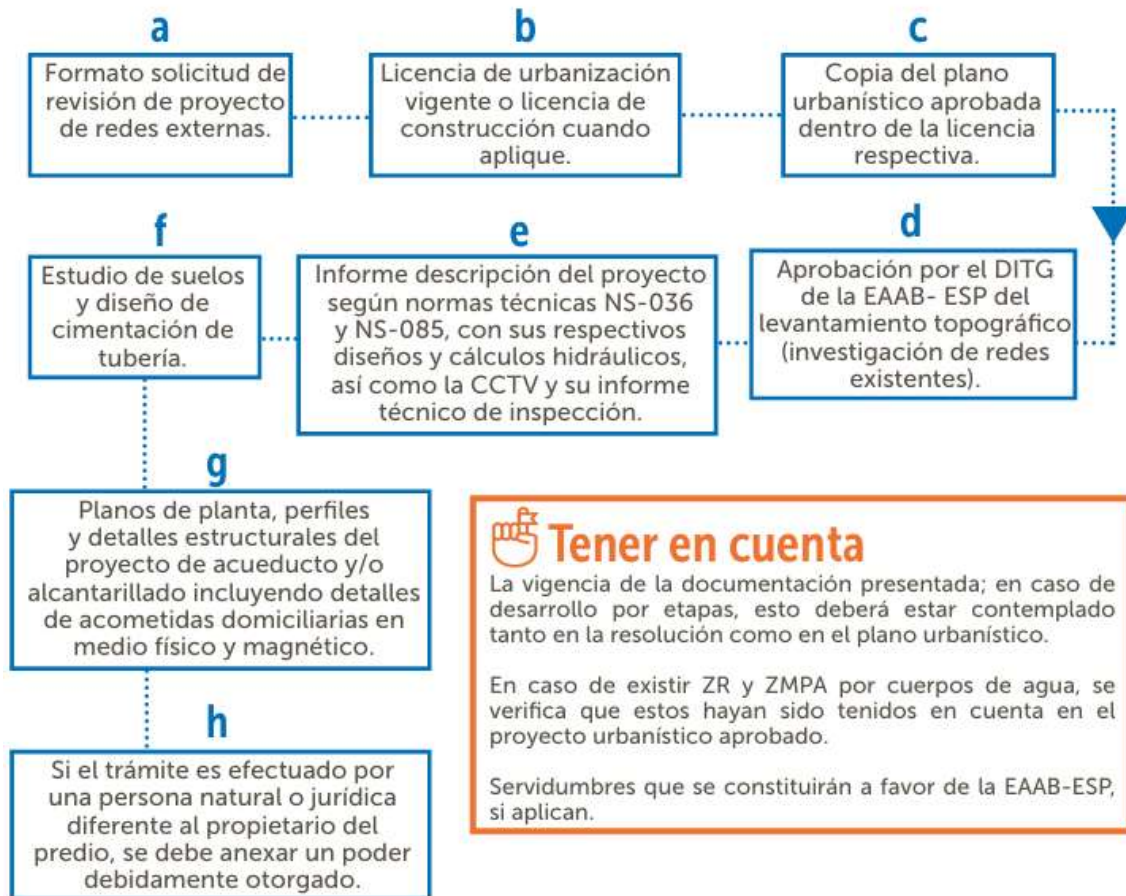 a
Formato solicitud de
revisión de proyecto
de redes externas.
b
Licencia de urbanización
vigente o licencia de
construcción cuando
aplique.
c
Copia del plano
urbanístico aprobada
dentro de la licencia
respectiva.
d
Aprobación por el DITG
de la EAAB- ESP del
levantamiento topográfico
(investigación de redes
existentes).
e
Informe descripción del proyecto
según normas técnicas NS-036
y NS-085, con sus respectivos
diseños y cálculos hidráulicos,
así como la CCTV y su informe
técnico de inspección.
f
Estudio de suelos
y diseño de
cimentación de
tubería.
g
Planos de planta, perfiles
y detalles estructurales del
proyecto de acueducto y/o
alcantarillado incluyendo detalles
de acometidas domiciliarias en
medio físico y magnético.
h
Si el trámite es efectuado por
una persona natural o jurídica
diferente al propietario del
predio, se debe anexar un poder
debidamente otorgado.
Tener en cuenta
La vigencia de la documentación presentada; en caso de
desarrollo por etapas, esto deberá estar contemplado
tanto en la resolución como en el plano urbanístico.
En caso de existir ZR y ZMPA por cuerpos de agua, se
verifica que estos hayan sido tenidos en cuenta en el
proyecto urbanístico aprobado.
Servidumbres que se constituirán a favor de la EAAB-ESP,
si aplican.